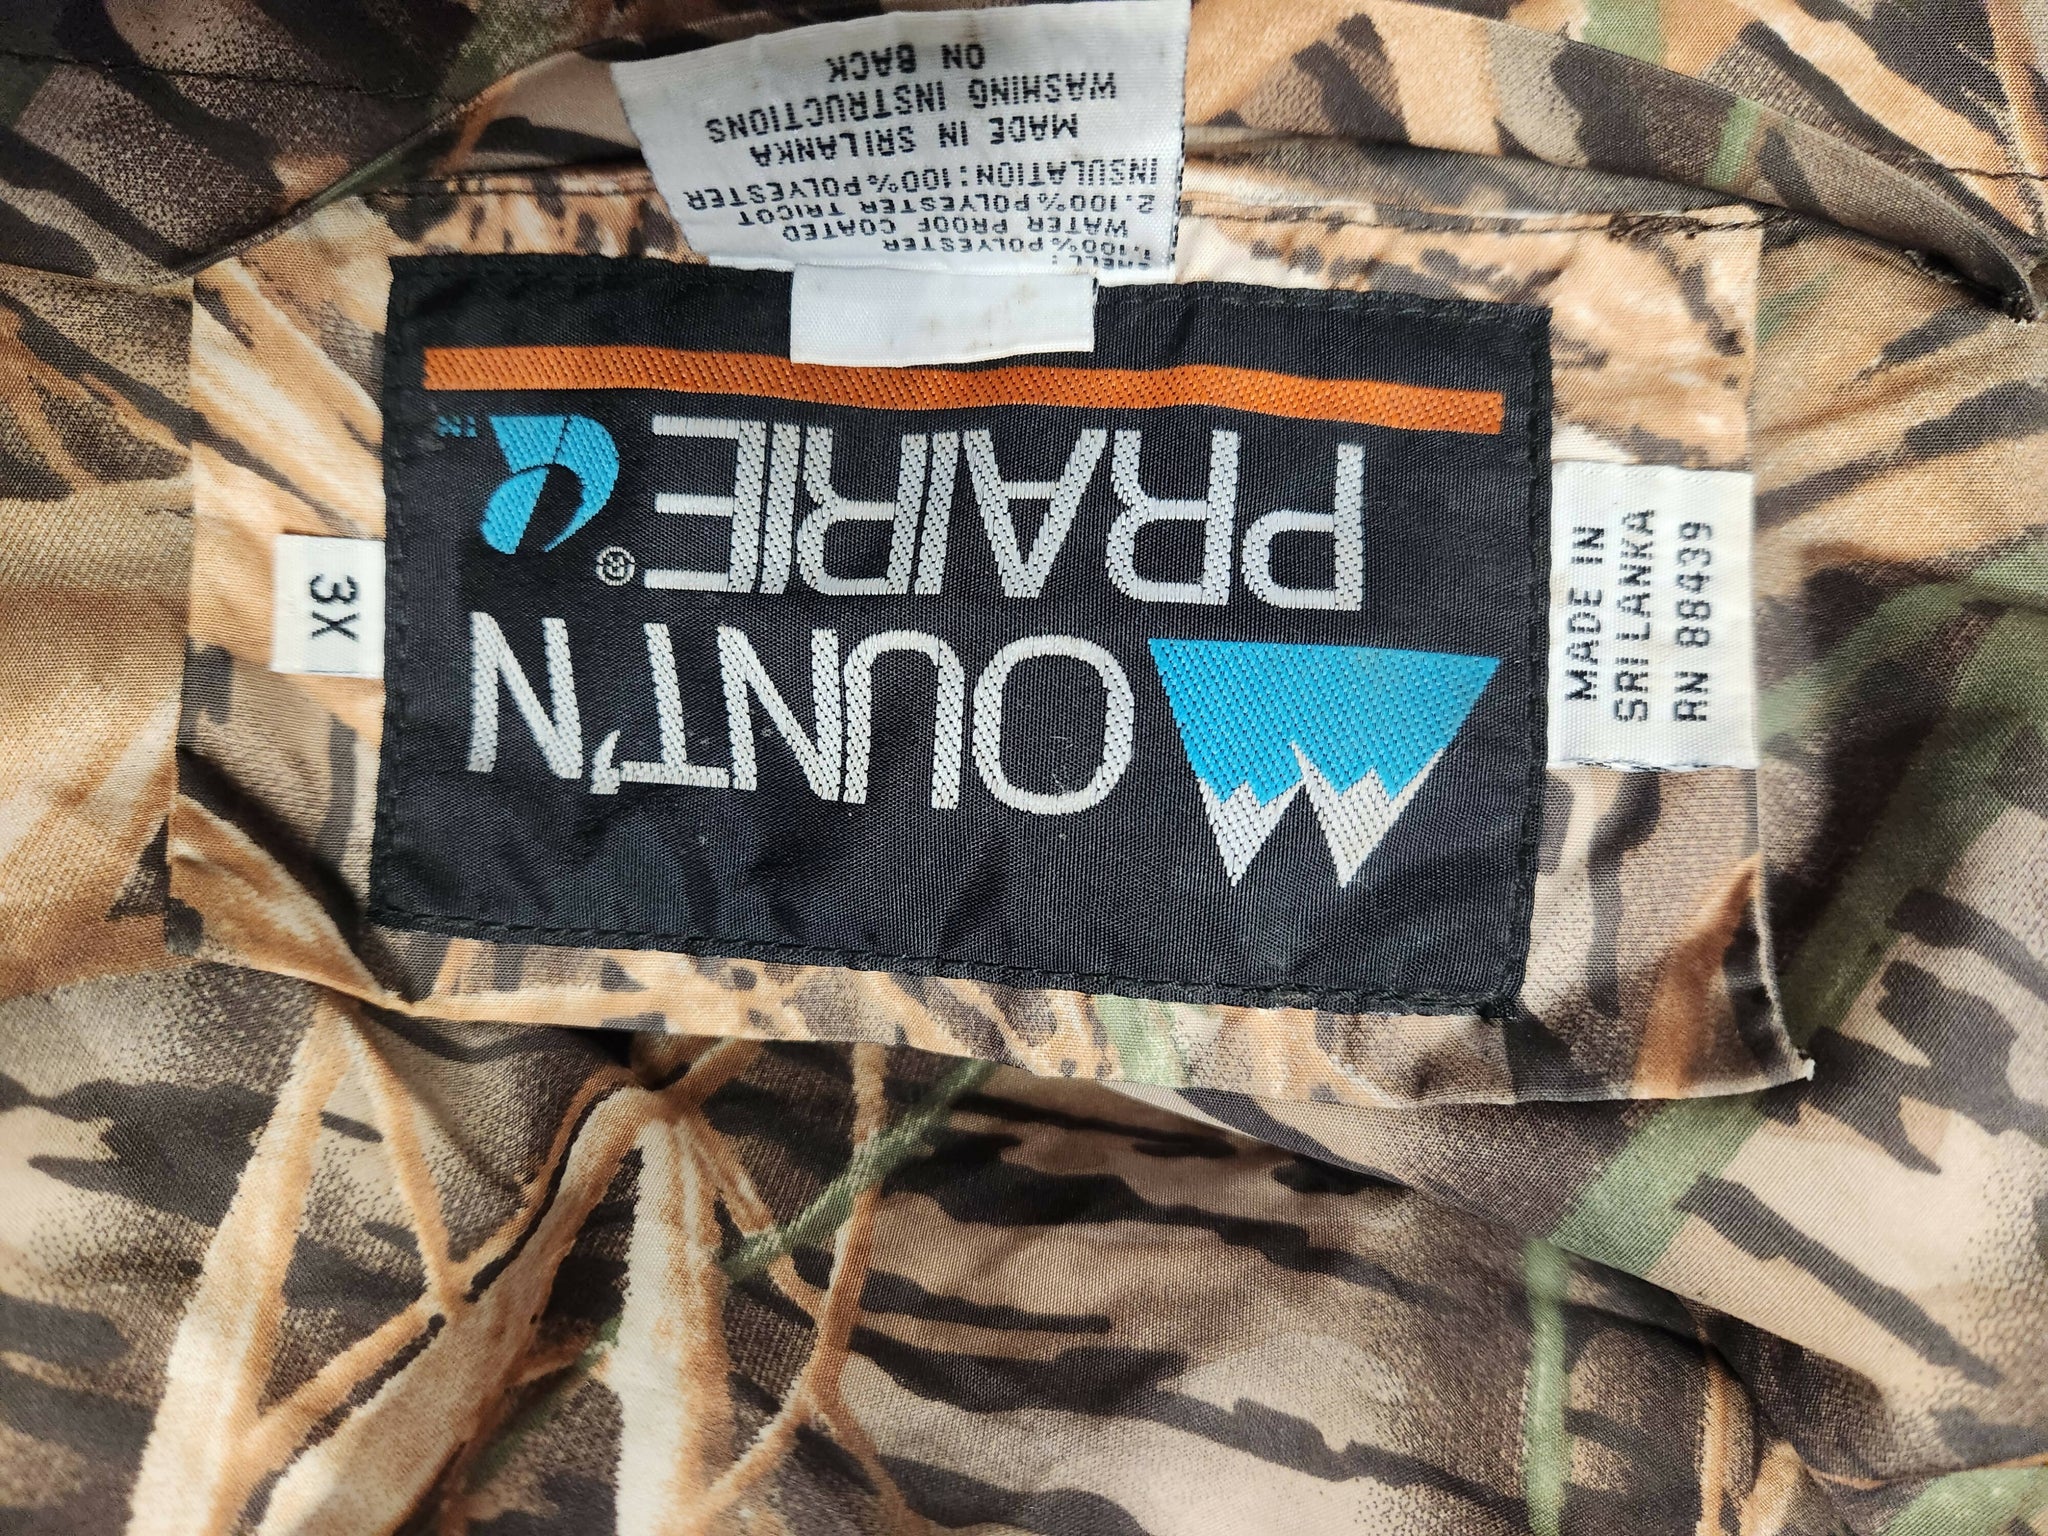 MOUNT'N
PRAIRIE®
TM
3X
MADE IN
SRI LANKA
RN 88439
SHELL:
1.100%POLYESTER
WATER PROOF COATED
2.100%POLYESTER TRICOT
INSULATION:100%POLYESTER
MADE IN SRILANKA
WASHING INSTRUCTIONS
ON BACK